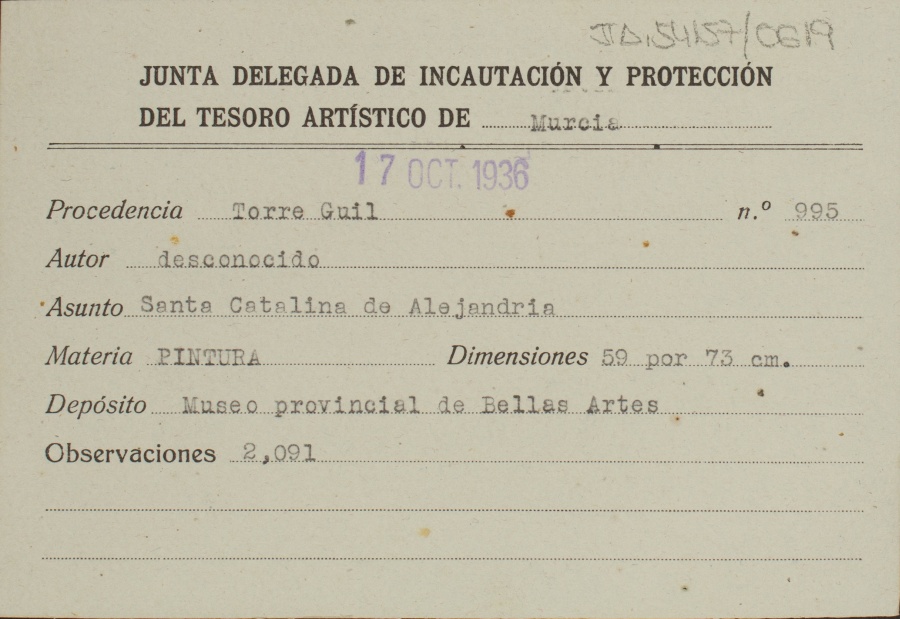 JJD,54157/OG19
JUNTA DELEGADA DE INCAUTACIÓN Y PROTECCIÓN
DEL TESORO ARTÍSTICO DE Murcia
17 OCT. 1936
Procedencia Torre Guil n.º 995
Autor desconocido
Asunto Santa Catalina de Alejandria
Materia PINTURA Dimensiones 59 por 73 cm.
Depósito Museo provincial de Bellas Artes
Observaciones 2,091